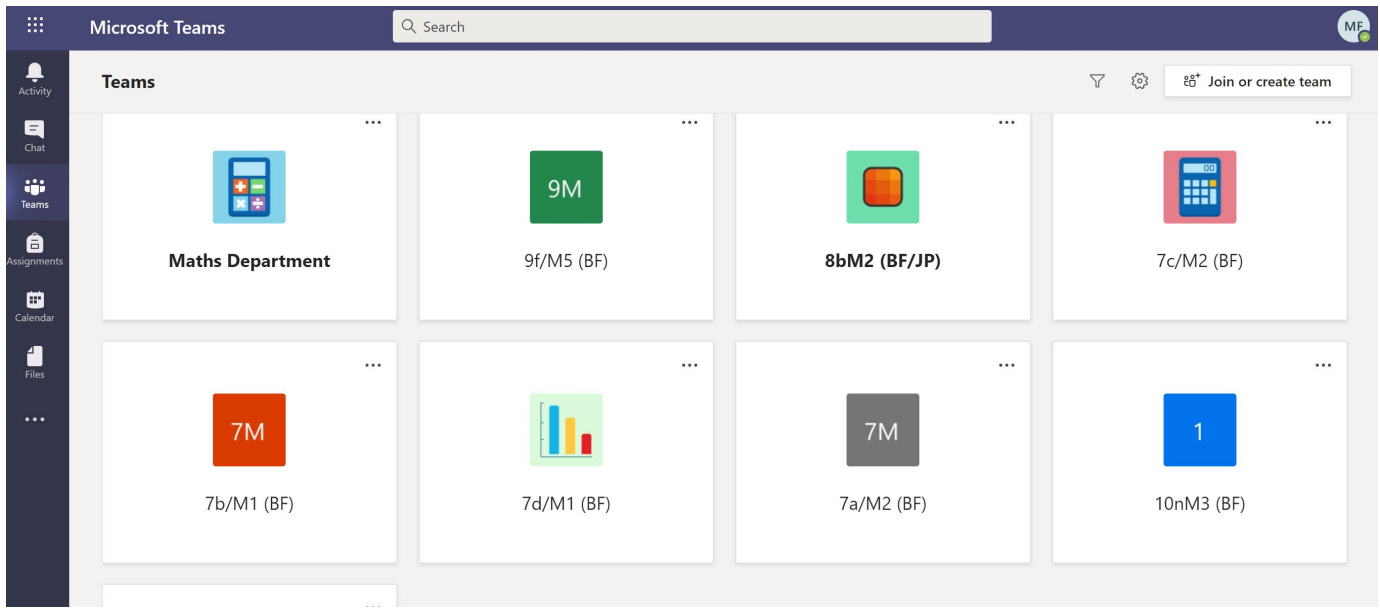 Microsoft Teams
Search
MF
Activity
Chat
Teams
Assignments
Calendar
Files
Teams
Join or create team
Maths Department
9M
9f/M5 (BF)
8bM2 (BF/JP)
00
7c/M2 (BF)
7M
7b/M1 (BF)
7d/M1 (BF)
7M
7a/M2 (BF)
1
10nM3 (BF)